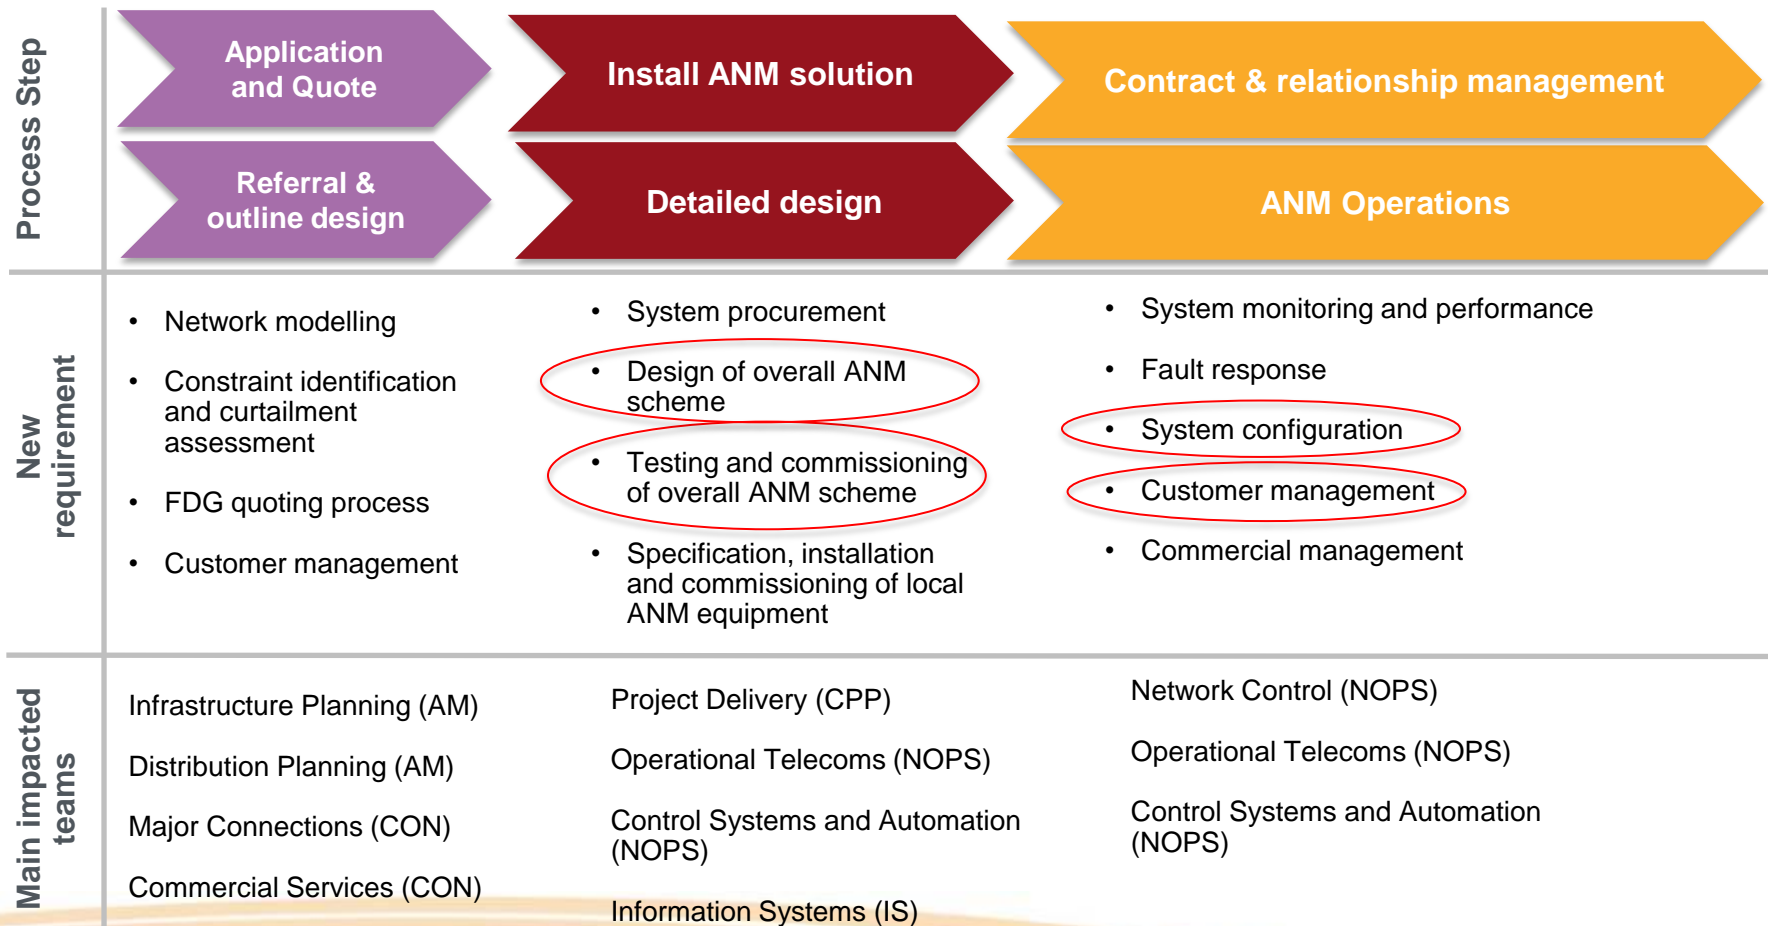 Process Step
Application
and Quote
Install ANM solution
Contract & relationship management
Referral &
outline design
Detailed design
ANM Operations
New
requirement
• Network modelling
• Constraint identification
and curtailment
assessment
• FDG quoting process
• Customer management
• System procurement
• Design of overall ANM
scheme
• Testing and commissioning
of overall ANM scheme
• Specification, installation
and commissioning of local
ANM equipment
• System monitoring and performance
• Fault response
• System configuration
• Customer management
• Commercial management
Main impacted
teams
Infrastructure Planning (AM)
Distribution Planning (AM)
Major Connections (CON)
Commercial Services (CON)
Project Delivery (CPP)
Operational Telecoms (NOPS)
Control Systems and Automation
(NOPS)
Information Systems (IS)
Network Control (NOPS)
Operational Telecoms (NOPS)
Control Systems and Automation
(NOPS)